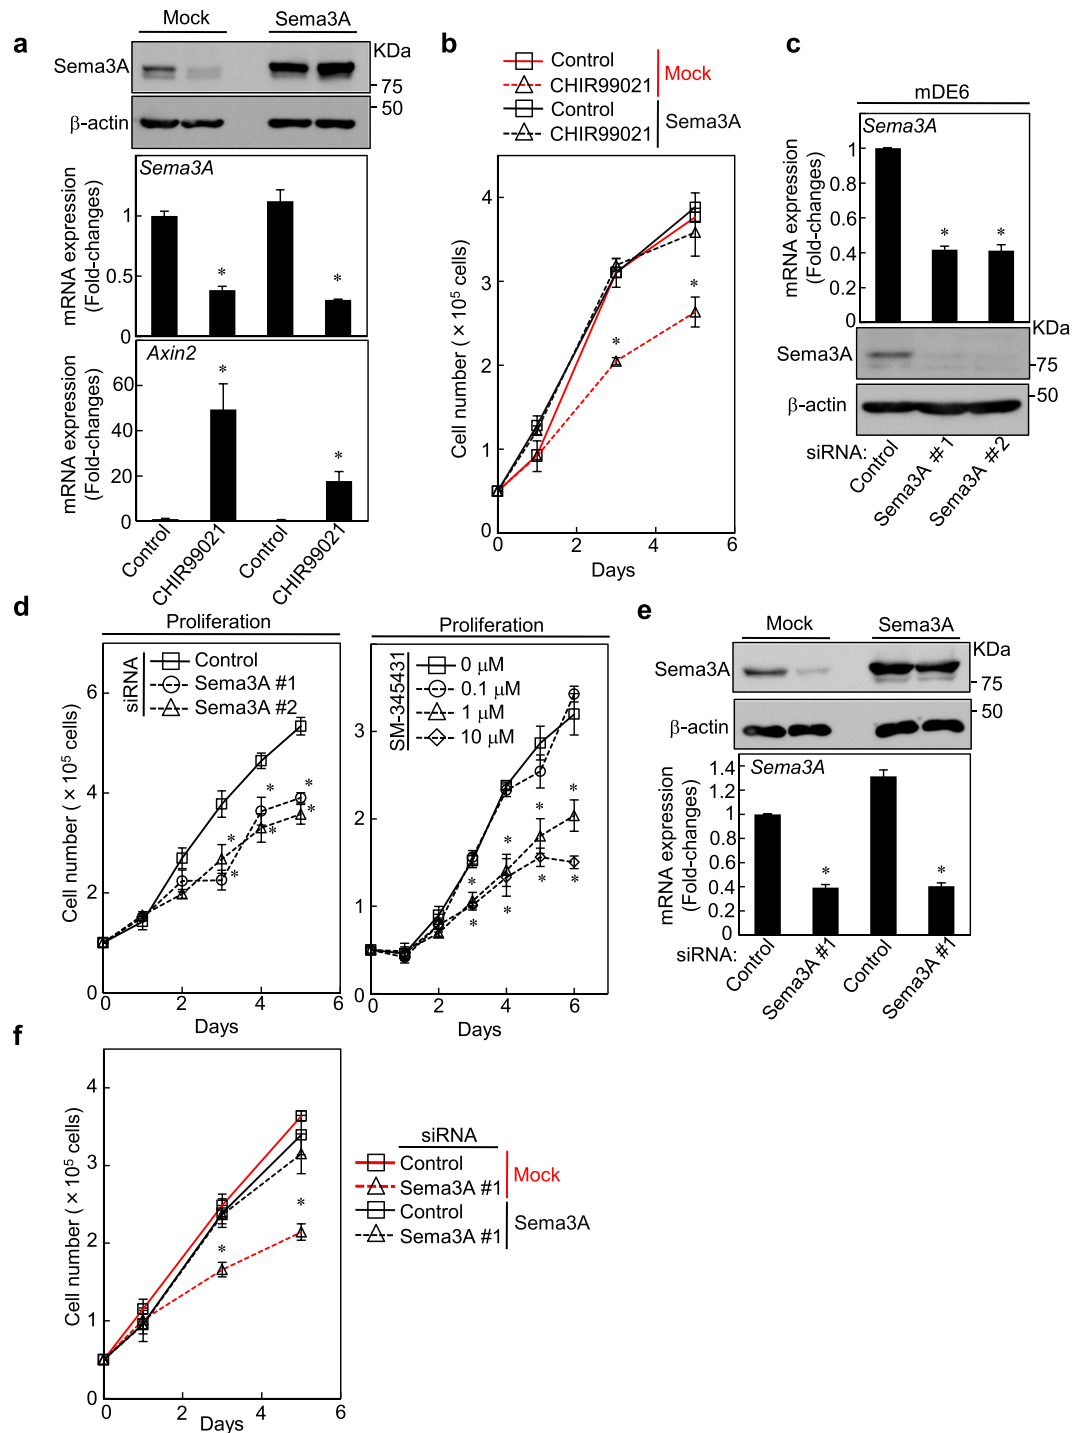 a
Mock
Sema3A
Sema3A
KDa
75
β-actin
50
Sema3A
mRNA expression
(Fold-changes)
1
0.5
0
*
*
Axin2
mRNA expression
(Fold-changes)
60
40
20
0
*
*
Control
CHIR99021
Control
CHIR99021
b
Control
CHIR99021
Mock
Control
CHIR99021
Sema3A
Cell number (×10⁵ cells)
4
3
2
1
0
*
*
0
2
4
6
Days
c
mDE6
Sema3A
mRNA expression
(Fold-changes)
1
0.8
0.6
0.4
0.2
0
*
*
KDa
Sema3A
75
β-actin
50
siRNA:
Control
Sema3A #1
Sema3A #2
d
Proliferation
siRNA
Control
Sema3A #1
Sema3A #2
Cell number (×10⁵ cells)
6
4
2
0
*
*
*
*
*
*
0
2
4
6
Days
Proliferation
SM-345431
0 μM
0.1 μM
1 μM
10 μM
3
2
1
0
*
*
*
*
*
*
*
*
0
2
4
6
Days
e
Mock
Sema3A
Sema3A
KDa
75
β-actin
50
Sema3A
mRNA expression
(Fold-changes)
1.4
1.2
1
0.8
0.6
0.4
0.2
0
*
*
siRNA:
Control
Sema3A #1
Control
Sema3A #1
f
Cell number (×10⁵ cells)
4
3
2
1
0
*
*
0
2
4
6
Days
siRNA
Control
Sema3A #1
Mock
Control
Sema3A #1
Sema3A